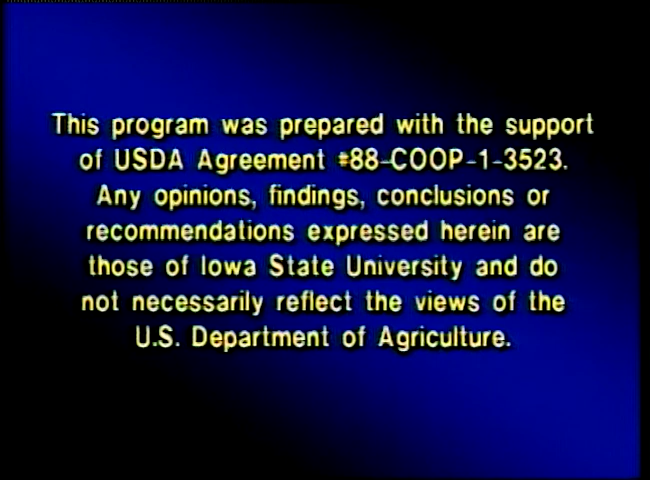 This program was prepared with the support
of USDA Agreement #88-COOP-1-3523.
Any opinions, findings, conclusions or
recommendations expressed herein are
those of Iowa State University and do
not necessarily reflect the views of the
U.S. Department of Agriculture.